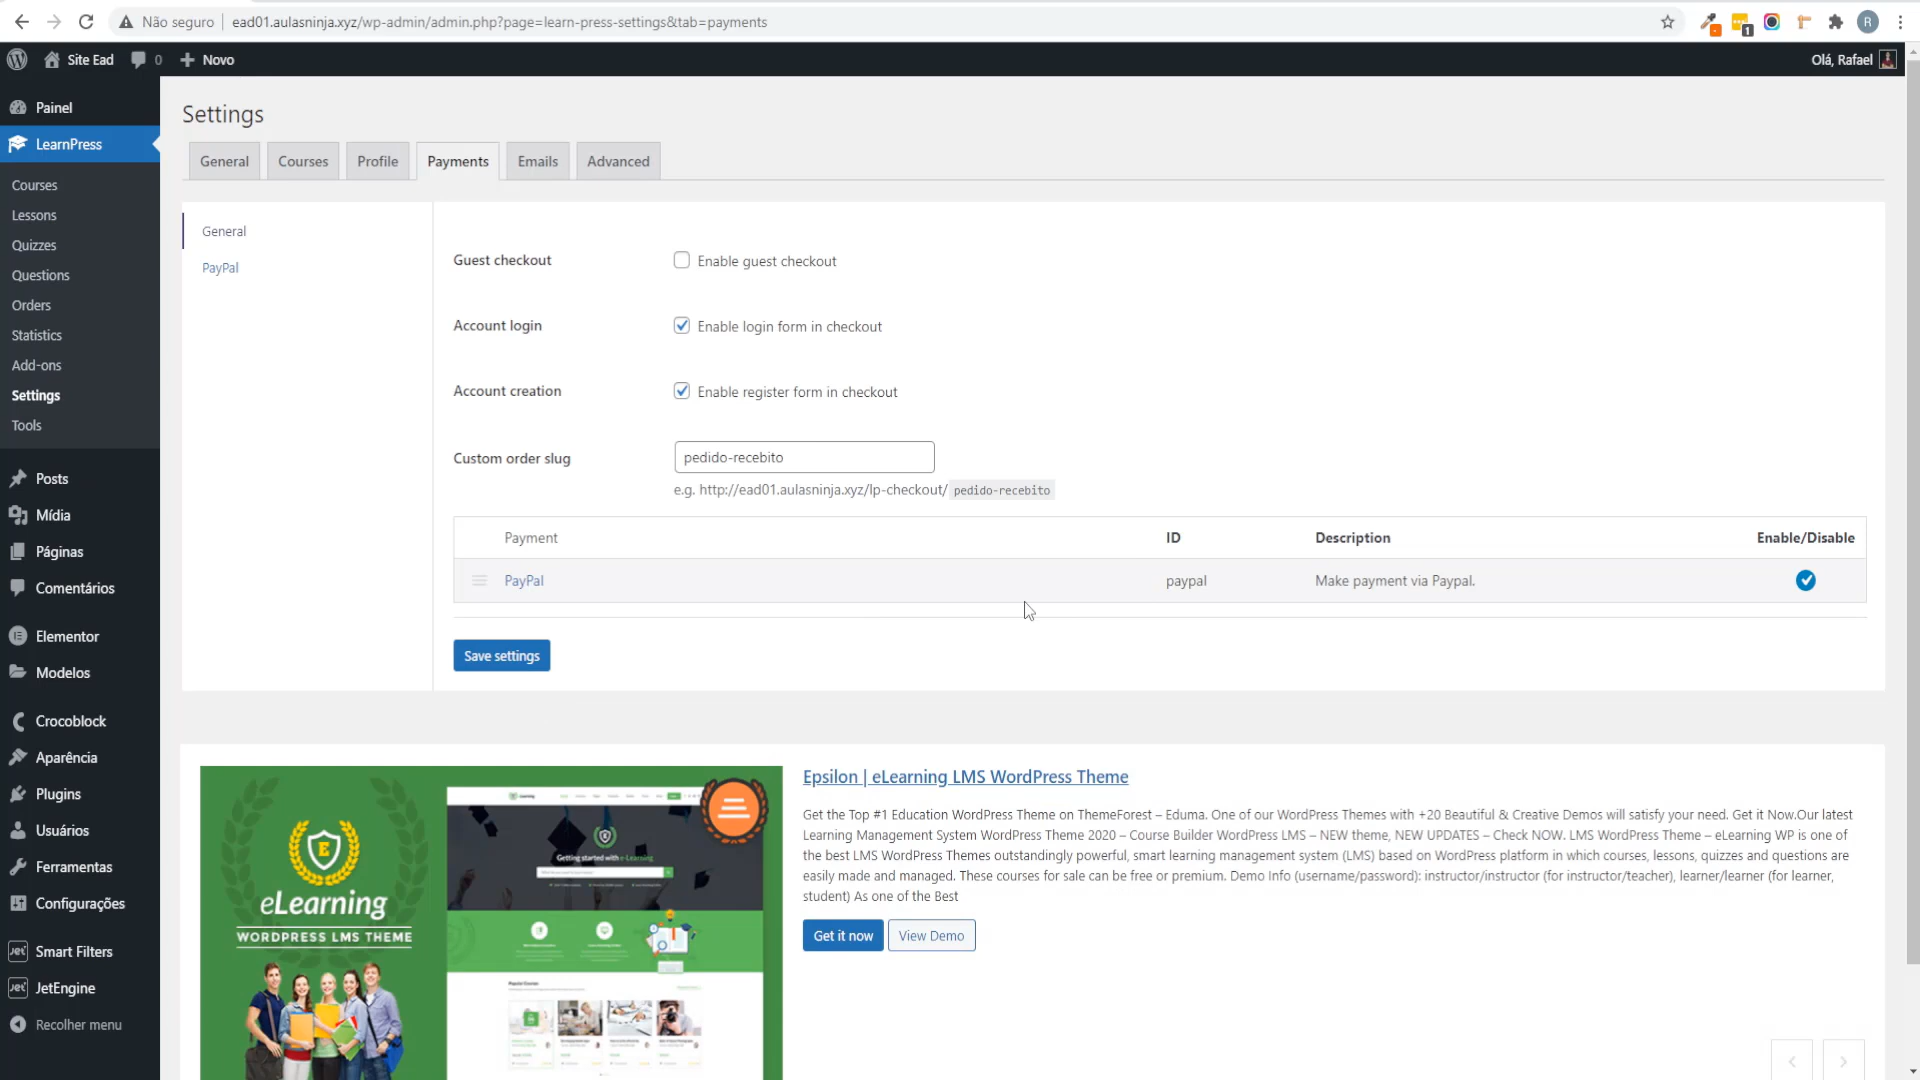 Não seguro
ead01.aulasninja.xyz/wp-admin/admin.php?page=learn-press-settings&tab=payments
1
R
Site Ead
0
Novo
Olá, Rafael
Painel
LearnPress
Courses
Lessons
Quizzes
Questions
Orders
Statistics
Add-ons
Settings
Tools
Posts
Mídia
Páginas
Comentários
Elementor
Modelos
Crocoblock
Aparência
Plugins
Usuários
Ferramentas
Configurações
Jet
Smart Filters
Jet
JetEngine
Recolher menu
Settings
General
Courses
Profile
Payments
Emails
Advanced
General
PayPal
Guest checkout
Enable guest checkout
Account login
Enable login form in checkout
Account creation
Enable register form in checkout
Custom order slug
pedido-recebito
e.g. http://ead01.aulasninja.xyz/lp-checkout/ pedido-recebito
Payment
ID
Description
Enable/Disable
PayPal
paypal
Make payment via Paypal.
Save settings
E
eLearning
WORDPRESS LMS THEME
Getting started with e-Learning
Epsilon | eLearning LMS WordPress Theme
Get the Top #1 Education WordPress Theme on ThemeForest – Eduma. One of our WordPress Themes with +20 Beautiful & Creative Demos will satisfy your need. Get it Now.Our latest
Learning Management System WordPress Theme 2020 – Course Builder WordPress LMS – NEW theme, NEW UPDATES – Check NOW. LMS WordPress Theme – eLearning WP is one of
the best LMS WordPress Themes outstandingly powerful, smart learning management system (LMS) based on WordPress platform in which courses, lessons, quizzes and questions are
easily made and managed. These courses for sale can be free or premium. Demo Info (username/password): instructor/instructor (for instructor/teacher), learner/learner (for learner,
student) As one of the Best
Get it now
View Demo